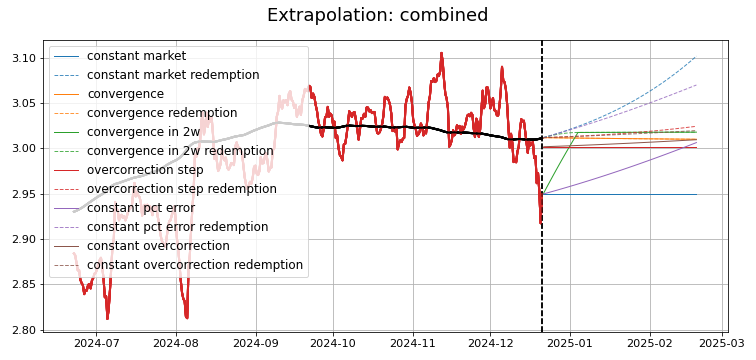 Extrapolation: combined
constant market
constant market redemption
convergence
convergence redemption
convergence in 2w
convergence in 2w redemption
overcorrection step
overcorrection step redemption
constant pct error
constant pct error redemption
constant overcorrection
constant overcorrection redemption
3.10
3.05
3.00
2.95
2.90
2.85
2.80
2024-07 2024-08 2024-09 2024-10 2024-11 2024-12 2025-01 2025-02 2025-03